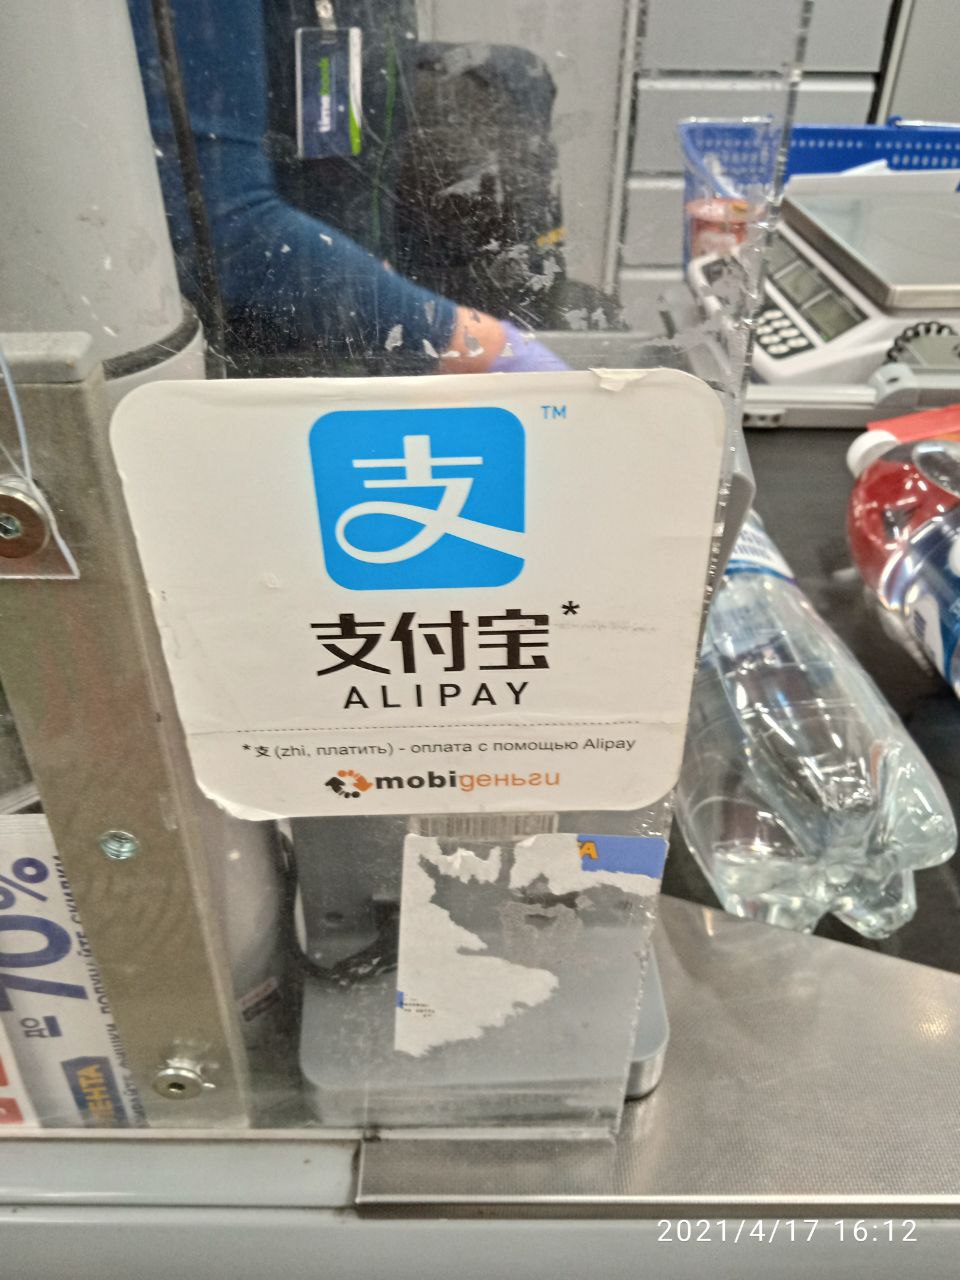 timebook
支
TM
支付宝*
ALIPAY
*支 (zhi, платить) - оплата с помощью Alipay
mobiденьги
до -70%
ЛЕНТА
2021/4/17 16:12